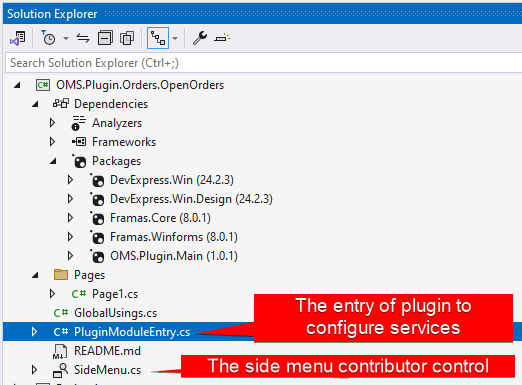 Solution Explorer
Search Solution Explorer (Ctrl+;)
C# OMS.Plugin.Orders.OpenOrders
Dependencies
Analyzers
Frameworks
Packages
DevExpress.Win (24.2.3)
DevExpress.Win.Design (24.2.3)
Framas.Core (8.0.1)
Framas.Winforms (8.0.1)
OMS.Plugin.Main (1.0.1)
Pages
C# Page1.cs
C# GlobalUsings.cs
C# PluginModuleEntry.cs
The entry of plugin to
configure services
README.md
SideMenu.cs
The side menu contributor control